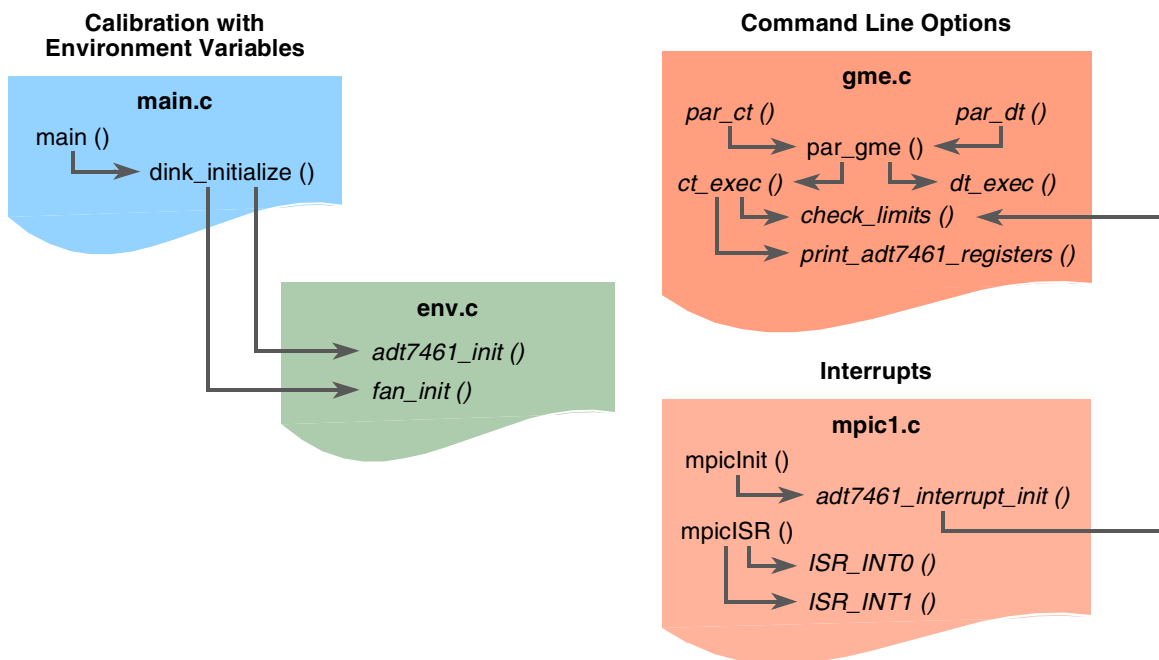 Calibration with
Environment Variables
main.c
main ()
dink_initialize ()
env.c
adt7461_init ()
fan_init ()
Command Line Options
gme.c
par_ct ()
par_dt ()
par_gme ()
ct_exec ()
dt_exec ()
check_limits ()
print_adt7461_registers ()
Interrupts
mpic1.c
mpicInit ()
adt7461_interrupt_init ()
mpicISR ()
ISR_INT0 ()
ISR_INT1 ()